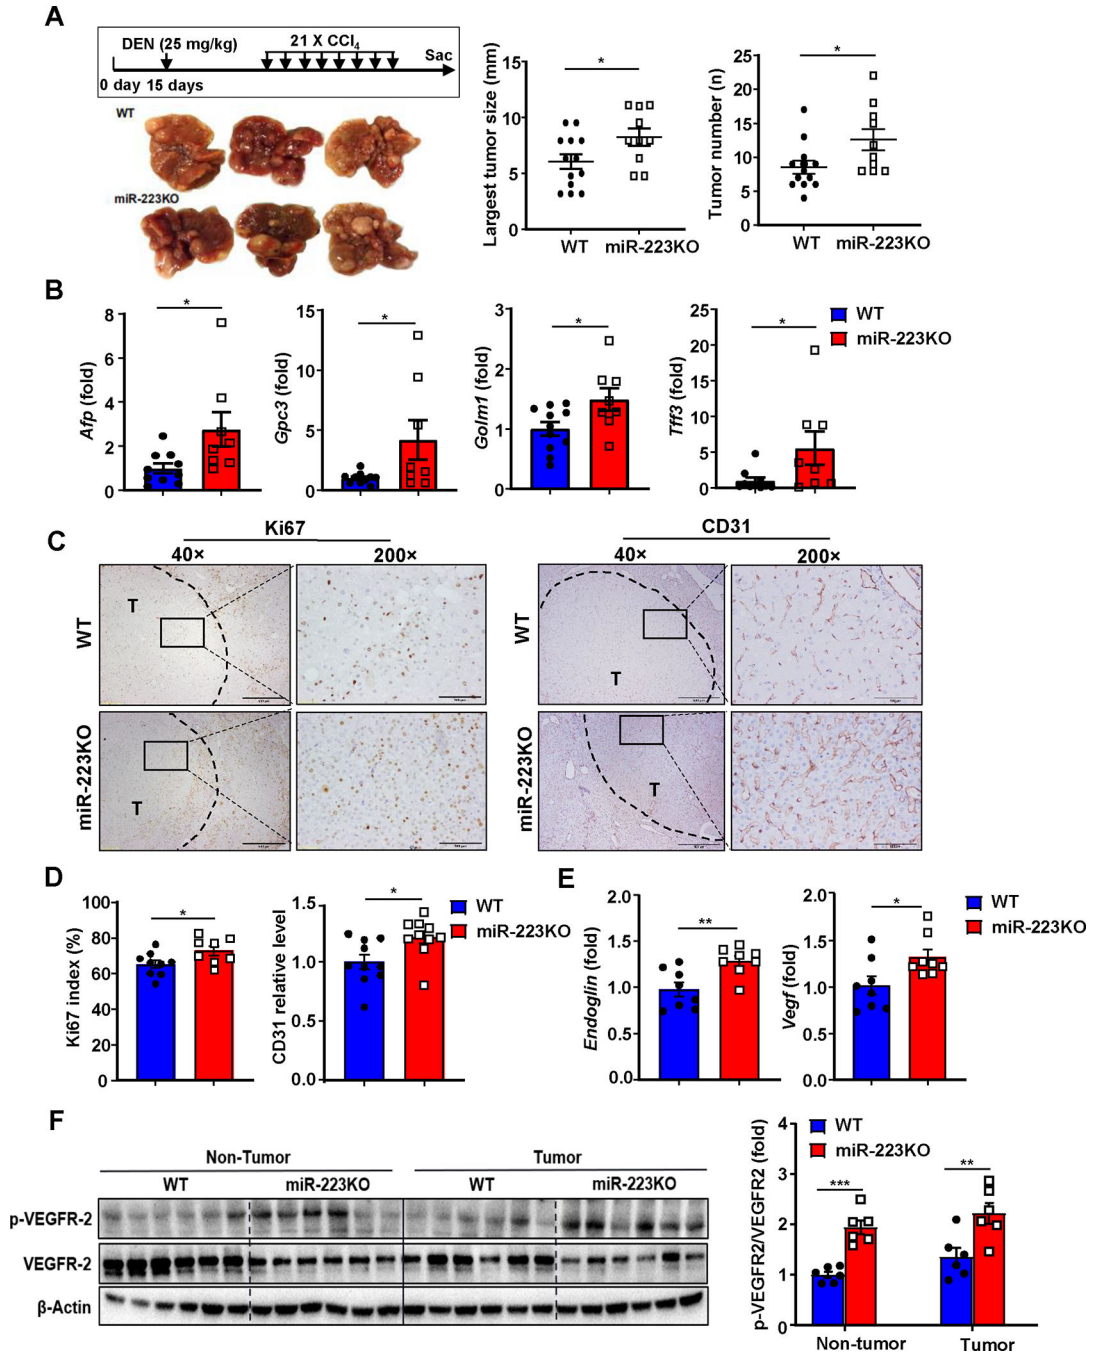 A
DEN (25 mg/kg)
21 X CCl4
Sac
0 day 15 days
WT
miR-223KO
Largest tumor size (mm)
15
10
5
0
*
WT miR-223KO
Tumor number (n)
25
20
15
10
5
0
*
WT miR-223KO
B
Afp (fold)
8
6
4
2
0
*
Gpc3 (fold)
15
10
5
0
*
Golm1 (fold)
3
2
1
0
*
Tff3 (fold)
25
20
15
10
5
0
*
WT
miR-223KO
C
Ki67
40× 200×
CD31
40× 200×
WT
T
WT
T
miR-223KO
T
miR-223KO
T
D
Ki67 index (%)
100
80
60
40
20
0
*
CD31 relative level
1.5
1.0
0.5
0.0
*
WT
miR-223KO
E
Endoglin (fold)
2.0
1.5
1.0
0.5
0.0
**
Vegf (fold)
2.0
1.5
1.0
0.5
0.0
*
WT
miR-223KO
F
Non-Tumor Tumor
WT miR-223KO WT miR-223KO
p-VEGFR-2
VEGFR-2
β-Actin
p-VEGFR2/VEGFR2 (fold)
4
3
2
1
0
WT
miR-223KO
***
**
Non-tumor Tumor